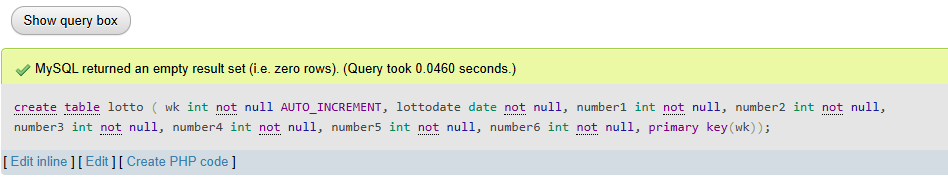 Show query box
MySQL returned an empty result set (i.e. zero rows). (Query took 0.0460 seconds.)
create table lotto ( wk int not null AUTO_INCREMENT, lottodate date not null, number1 int not null, number2 int not null,
number3 int not null, number4 int not null, number5 int not null, number6 int not null, primary key(wk));
[ Edit inline ] [ Edit ] [ Create PHP code ]